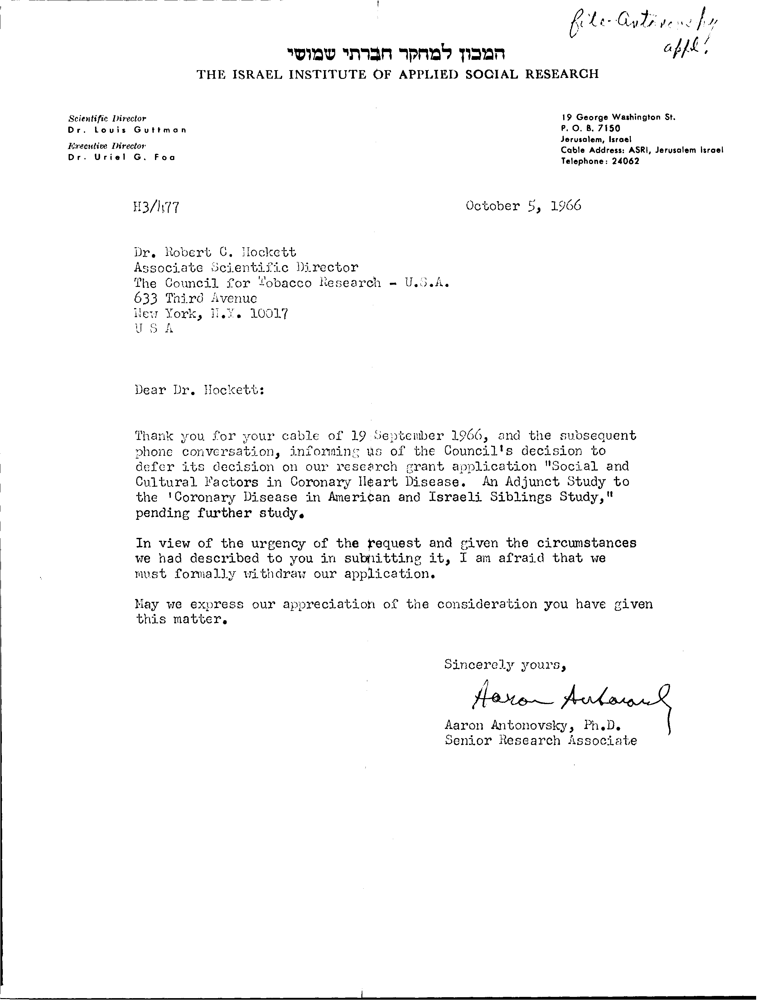 file-Antonovsky
appl!
המכון למחקר חברתי שמושי
THE ISRAEL INSTITUTE OF APPLIED SOCIAL RESEARCH
Scientific Director
Dr. Louis Guttman
Executive Director
Dr. Uriel G. Foa
19 George Washington St.
P. O. B. 7150
Jerusalem, Israel
Cable Address: ASRI, Jerusalem Israel
Telephone: 24062
H3/477
October 5, 1966
Dr. Robert C. Hockett
Associate Scientific Director
The Council for Tobacco Research - U.S.A.
633 Third Avenue
New York, N.Y. 10017
U S A
Dear Dr. Hockett:
Thank you for your cable of 19 September 1966, and the subsequent
phone conversation, informing us of the Council's decision to
defer its decision on our research grant application "Social and
Cultural Factors in Coronary Heart Disease. An Adjunct Study to
the 'Coronary Disease in American and Israeli Siblings Study,"
pending further study.
In view of the urgency of the request and given the circumstances
we had described to you in submitting it, I am afraid that we
must formally withdraw our application.
May we express our appreciation of the consideration you have given
this matter.
Sincerely yours,
Aaron Antonovsky
Aaron Antonovsky, Ph.D.
Senior Research Associate